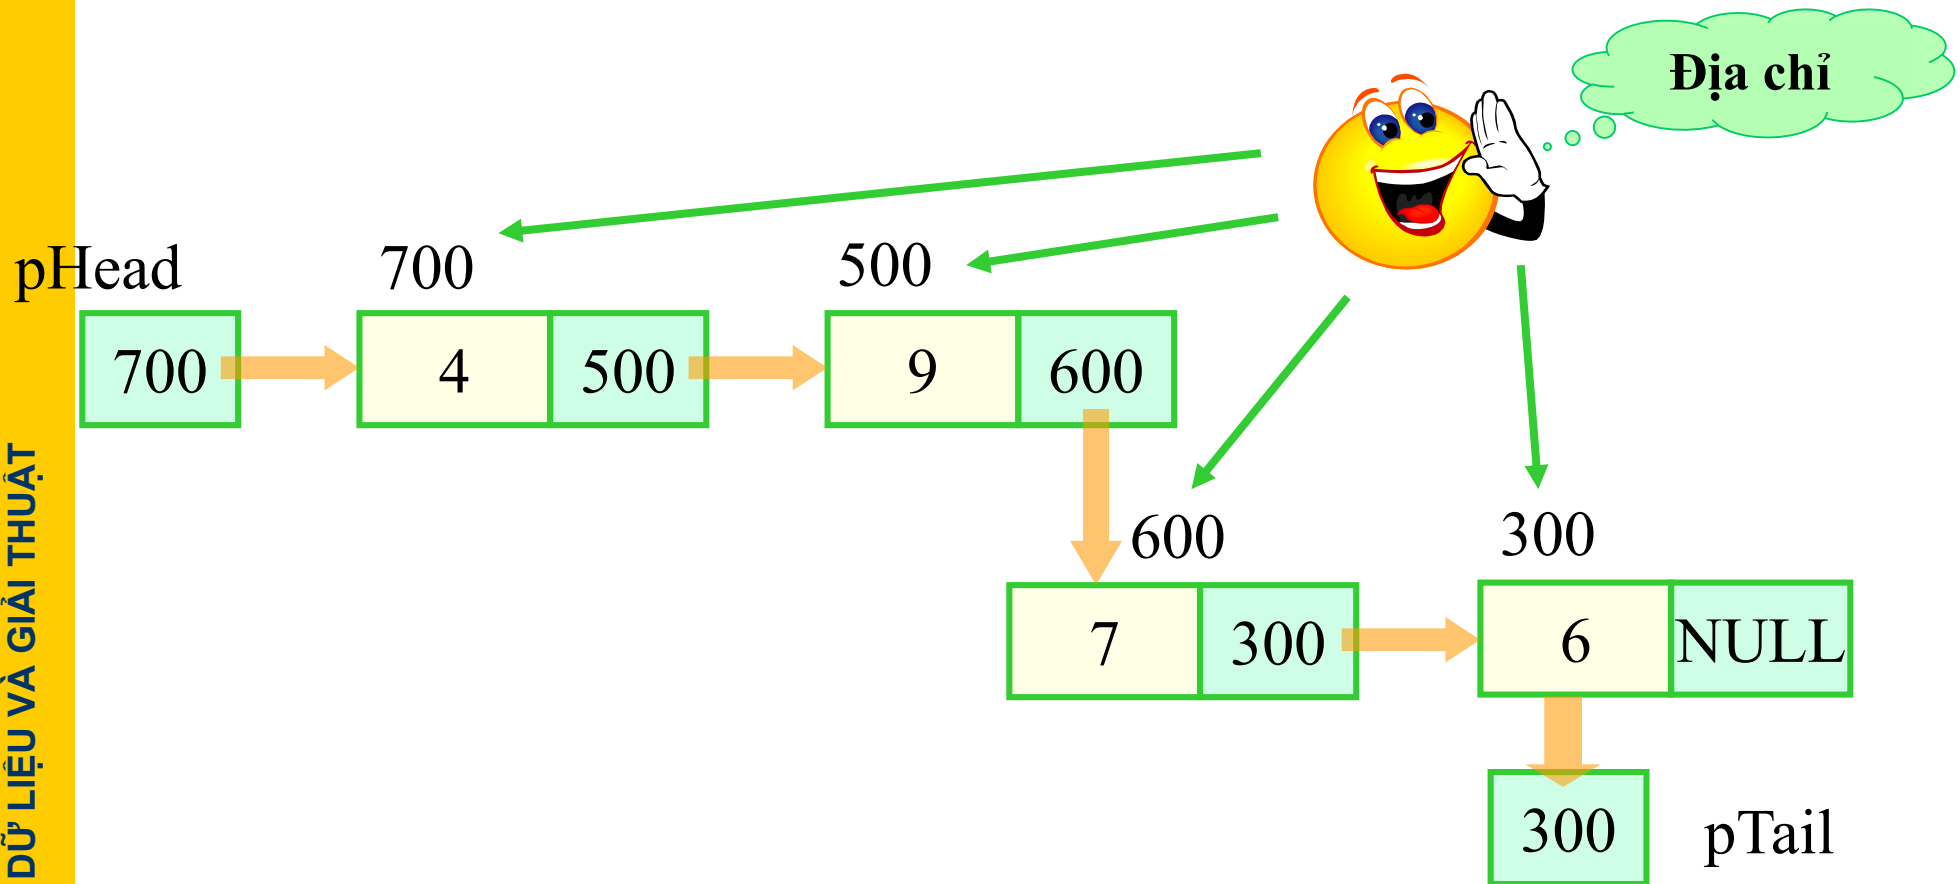 Địa chỉ
pHead 700 500
700 4 500 9 600
600 300
7 300 6 NULL
300 pTail
DỮ LIỆU VÀ GIẢI THUẬT